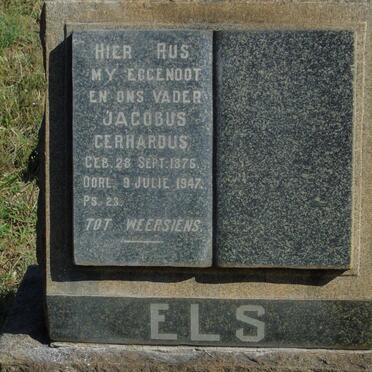 HIER RUS
MY EGGENOOT
EN ONS VADER
JACOBUS
GERHARDUS,
GEB. 28 SEPT. 1876.
OORL. 9 JULIE 1947.
PS. 23.
TOT WEERSIENS.
ELS